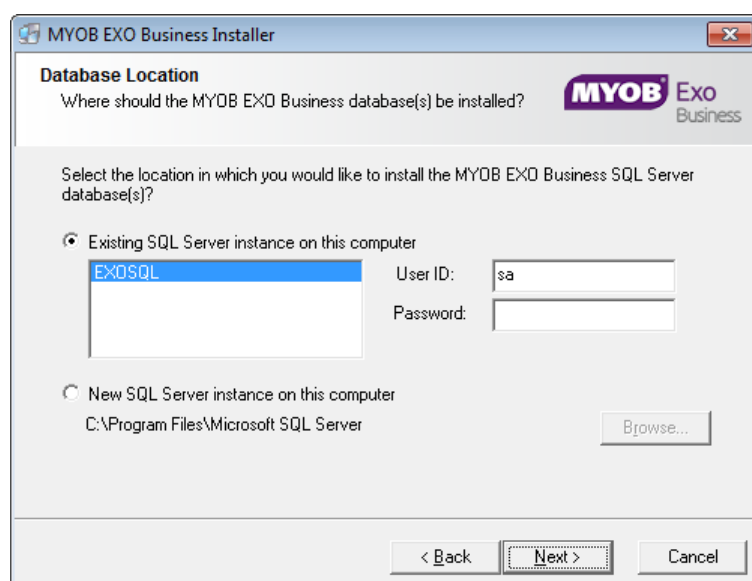 MYOB EXO Business Installer
Database Location
Where should the MYOB EXO Business database(s) be installed?
MYOB Exo
Business
Select the location in which you would like to install the MYOB EXO Business SQL Server
database(s)?
Existing SQL Server instance on this computer
EXOSQL
User ID:
sa
Password:
New SQL Server instance on this computer
C:\Program Files\Microsoft SQL Server
Browse...
< Back
Next >
Cancel